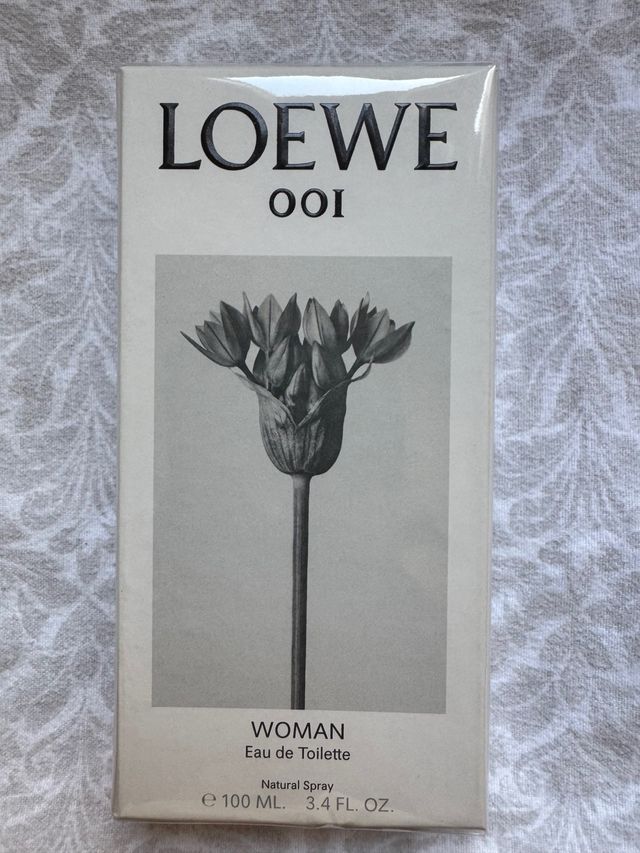 LOEWE
001
WOMAN
Eau de Toilette
Natural Spray
℮ 100 ML. 3.4 FL. OZ.